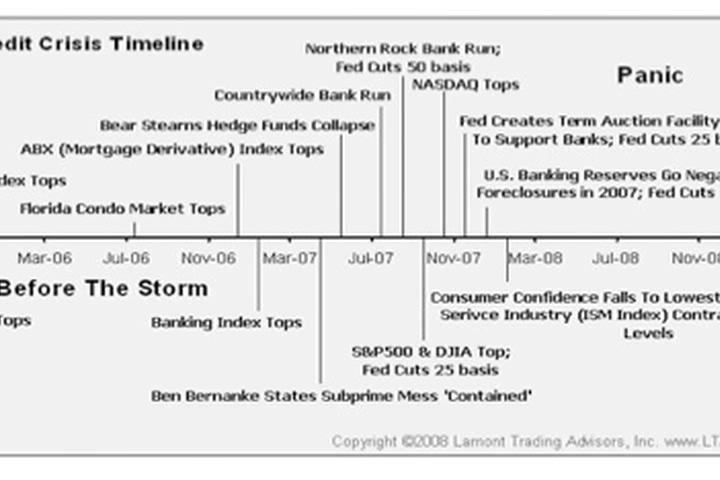 edit Crisis Timeline
Northern Rock Bank Run;
Fed Cuts 50 basis
Panic
NASDAQ Tops
Countrywide Bank Run
Bear Stearns Hedge Funds Collapse
Fed Creates Term Auction Facility
To Support Banks; Fed Cuts 25 b
ABX (Mortgage Derivative) Index Tops
dex Tops
U.S. Banking Reserves Go Nega
Foreclosures in 2007; Fed Cuts
Florida Condo Market Tops
Mar-06 Jul-06 Nov-06 Mar-07 Jul-07 Nov-07 Mar-08 Jul-08 Nov-0
Before The Storm
Tops
Banking Index Tops
Consumer Confidence Falls To Lowest
Serivce Industry (ISM Index) Contra
Levels
S&P500 & DJIA Top;
Fed Cuts 25 basis
Ben Bernanke States Subprime Mess 'Contained'
Copyright ©2008 Lamont Trading Advisors, Inc. www.LT